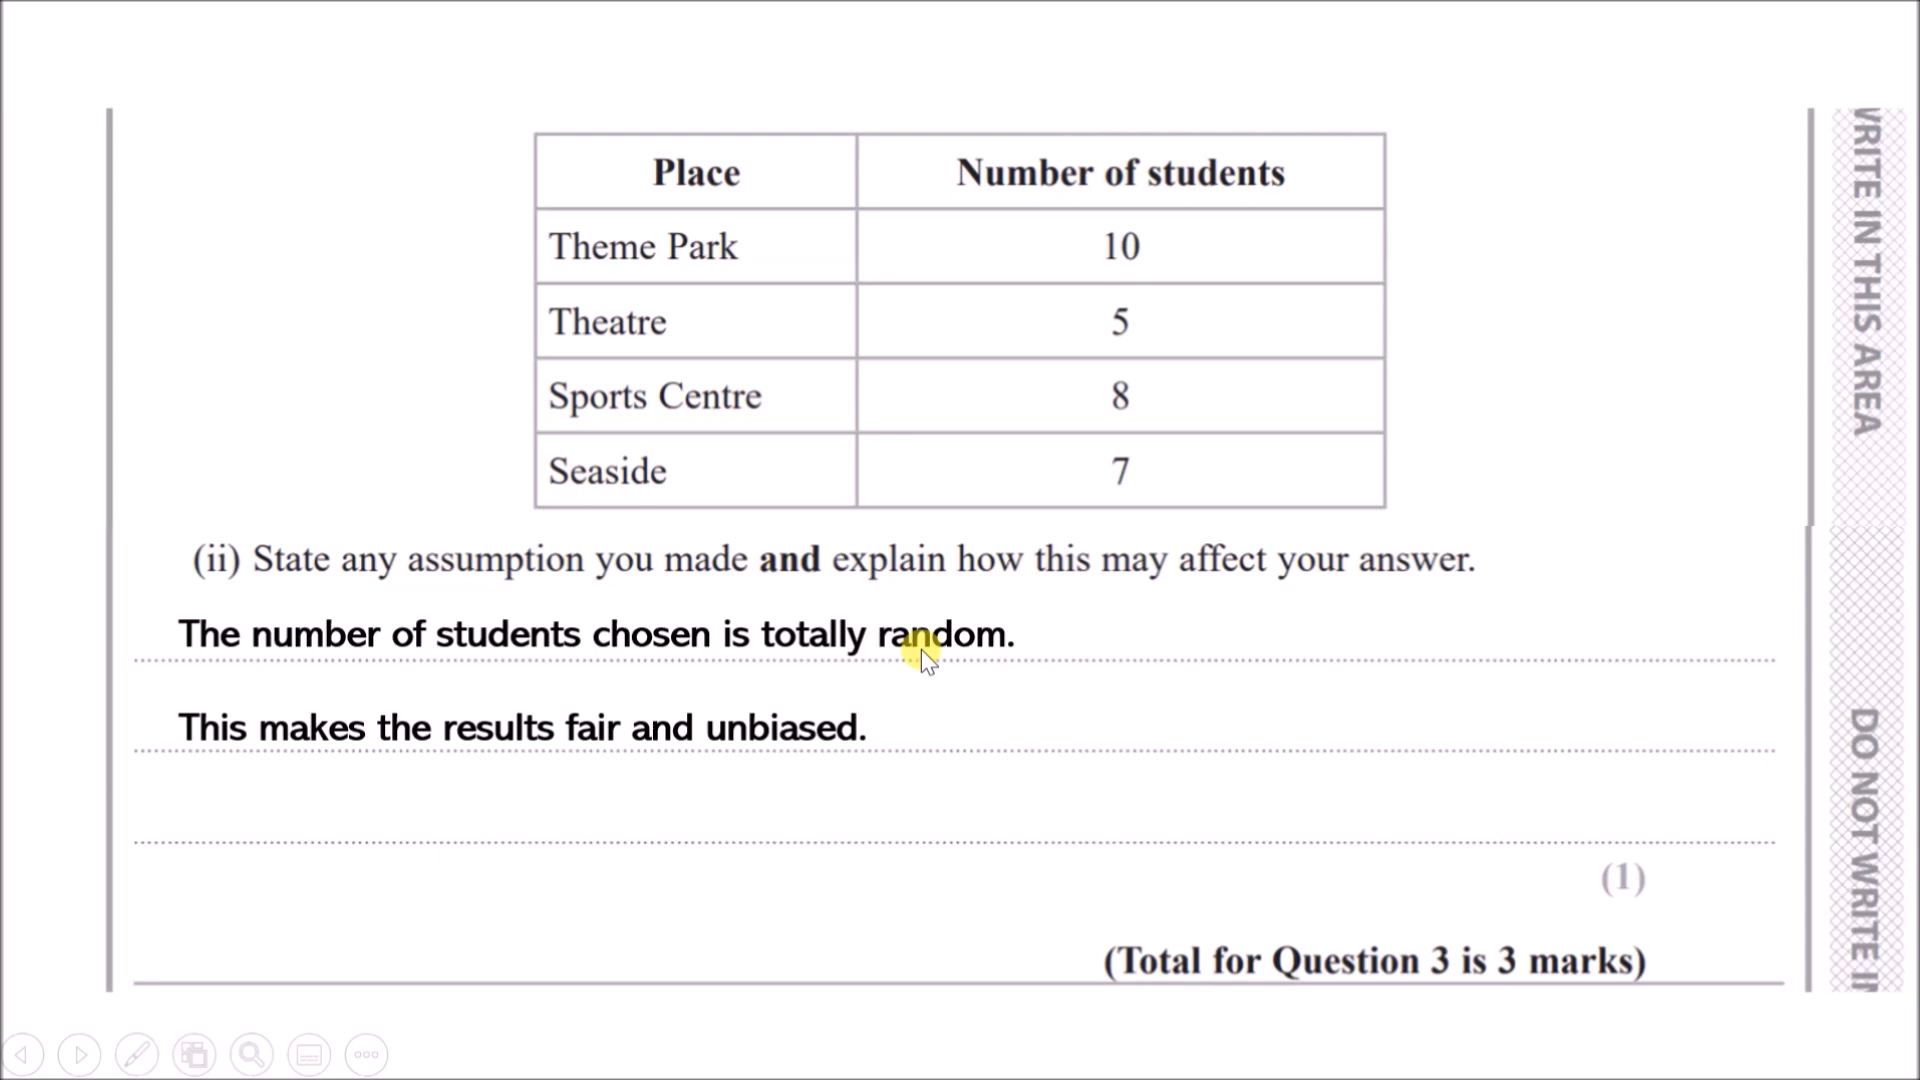 Place Number of students
Theme Park 10
Theatre 5
Sports Centre 8
Seaside 7
(ii) State any assumption you made and explain how this may affect your answer.
The number of students chosen is totally random.
This makes the results fair and unbiased.
(1)
(Total for Question 3 is 3 marks)
WRITE IN THIS AREA
DO NOT WRITE IN